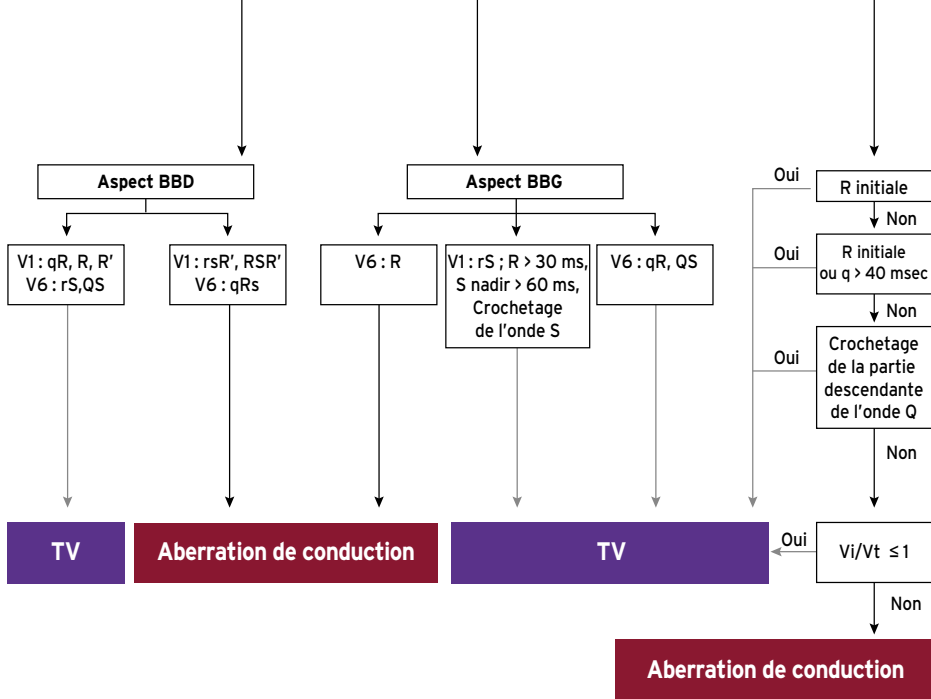 Aspect BBD
V1 : qR, R, R'
V6 : rS,QS
V1 : rsR', RSR'
V6 : qRs
Aspect BBG
V6 : R
V1 : rS ; R > 30 ms,
S nadir > 60 ms,
Crochetage
de l'onde S
V6 : qR, QS
Oui
R initiale
Non
Oui
R initiale
ou q > 40 msec
Non
Oui
Crochetage
de la partie
descendante
de l'onde Q
Non
TV
Aberration de conduction
TV
Oui
Vi/Vt ≤ 1
Non
Aberration de conduction